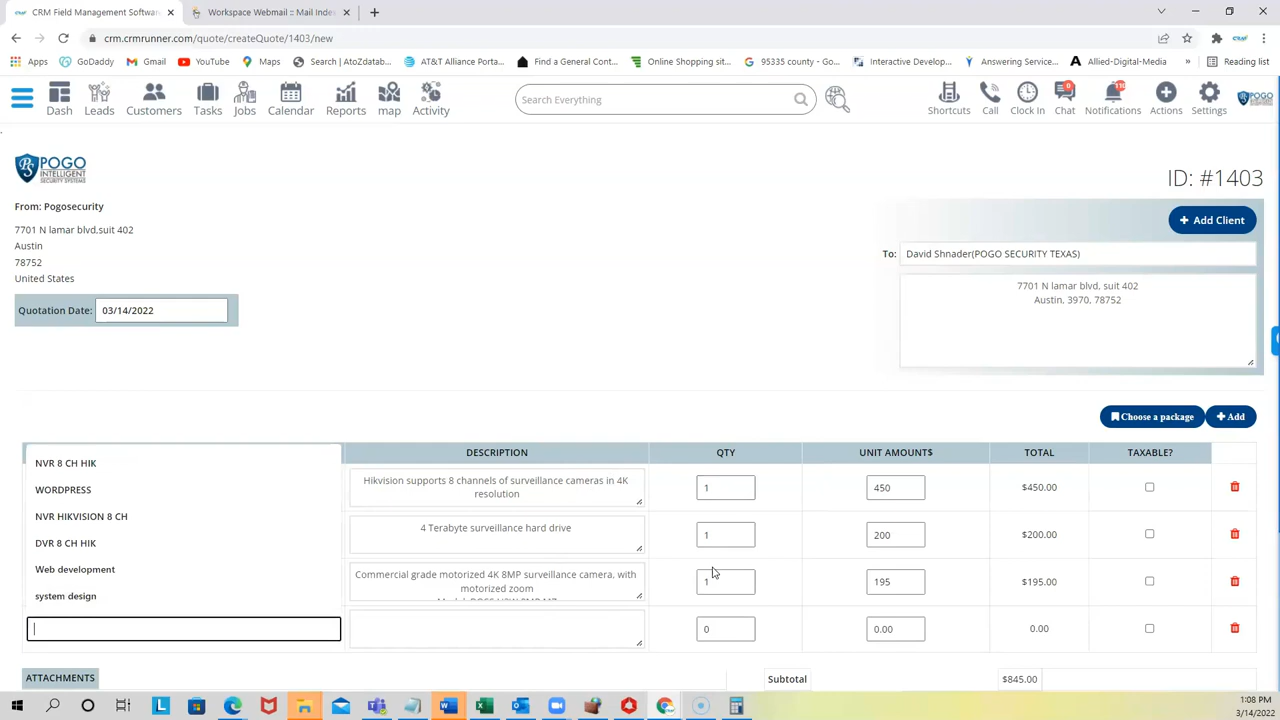 CRM Field Management Softwar
Workspace Webmail :: Mail Inde
crm.crmrunner.com/quote/createQuote/1403/new
Apps
GoDaddy
Gmail
YouTube
Maps
Search | AtoZdatab...
AT&T Alliance Porta...
Find a General Cont...
Online Shopping sit...
65335 county - Go...
Interactive Develop...
Answering Service...
Allied-Digital-Media
»
Reading list
Dash
Leads
Customers
Tasks
Jobs
Calendar
Reports
map
Activity
Search Everything
Shortcuts
Call
Clock In
0
Chat
Notifications
Actions
Settings
POGO
POGO
INTELLIGENT
SECURITY SYSTEMS
ID: #1403
From: Pogosecurity
7701 N lamar blvd,suit 402
Austin
78752
United States
Quotation Date: 03/14/2022
+ Add Client
To: David Shnader(POGO SECURITY TEXAS)
7701 N lamar blvd, suit 402
Austin, 3970, 78752
Choose a package
+ Add
DESCRIPTION QTY UNIT AMOUNT$ TOTAL TAXABLE?
NVR 8 CH HIK
WORDPRESS
NVR HIKVISION 8 CH
DVR 8 CH HIK
Web development
system design
Hikvision supports 8 channels of surveillance cameras in 4K
resolution
1 450 $450.00
4 Terabyte surveillance hard drive
1 200 $200.00
Commercial grade motorized 4K 8MP surveillance camera, with
motorized zoom
1 195 $195.00
0 0.00 0.00
ATTACHMENTS
Subtotal $845.00
1:08 PM
3/14/2022